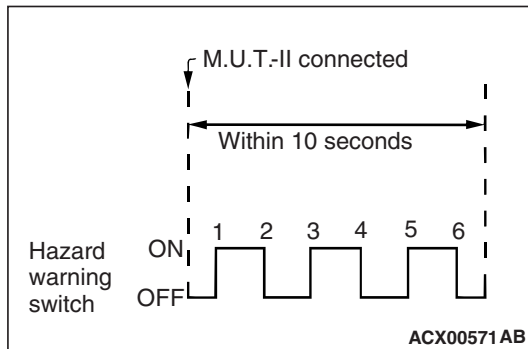 M.U.T.-II connected
Within 10 seconds
1 2 3 4 5 6
Hazard warning switch
ON
OFF
ACX00571AB